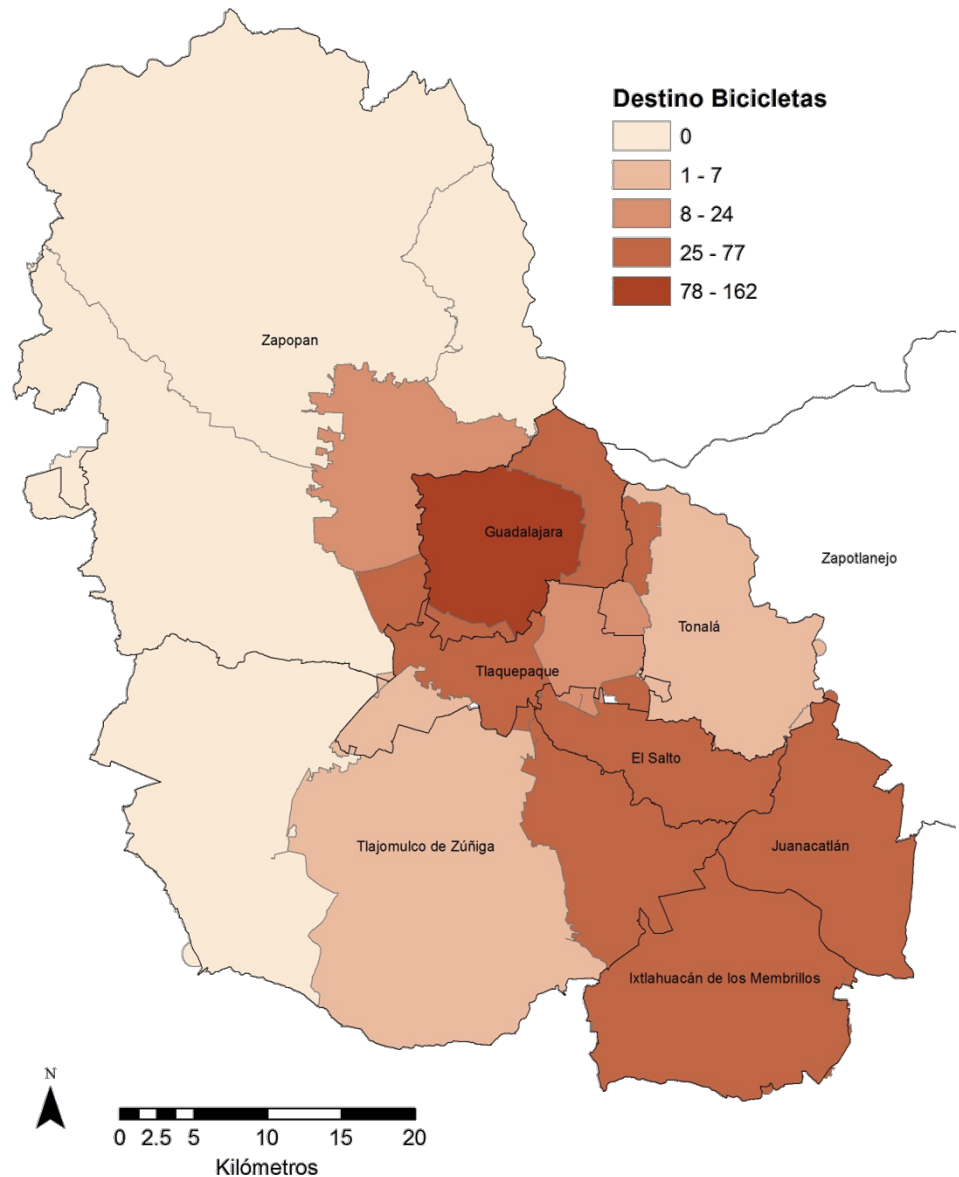 Destino Bicicletas
0
1 - 7
8 - 24
25 - 77
78 - 162
Zapopan
Guadalajara
Zapotlanejo
Tonalá
Tlaquepaque
El Salto
Tlajomulco de Zúñiga
Juanacatlán
Ixtlahuacán de los Membrillos
N
0 2.5 5 10 15 20
Kilómetros